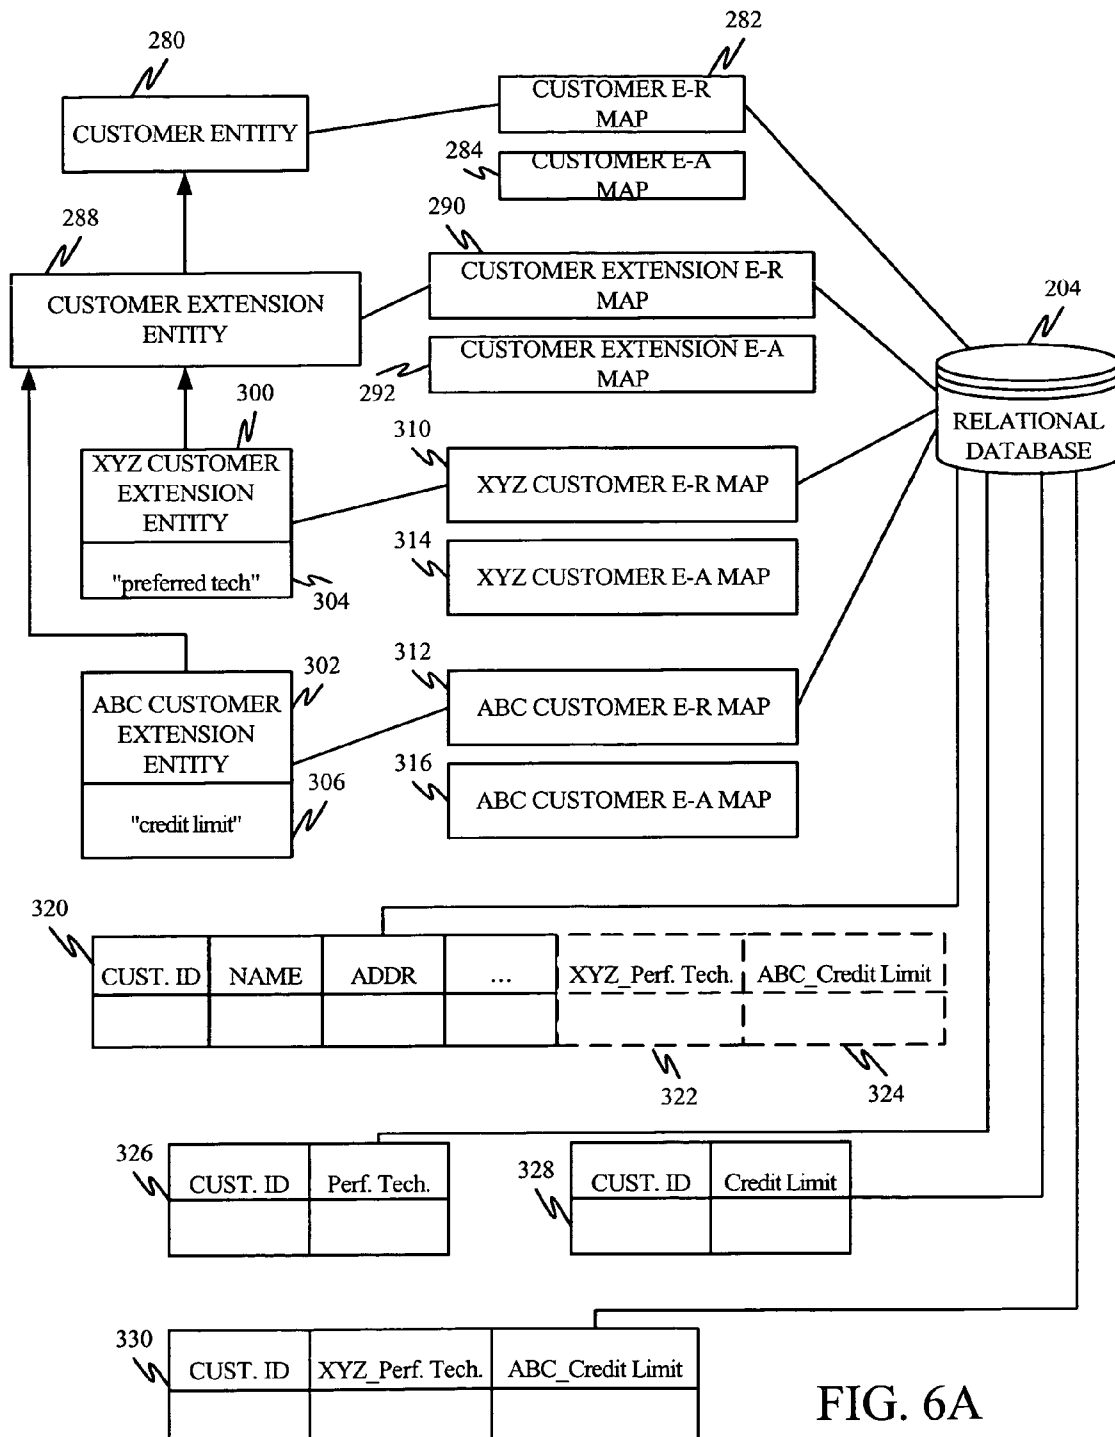 280
282
CUSTOMER ENTITY
CUSTOMER E-R
MAP
284
CUSTOMER E-A
MAP
288
290
CUSTOMER EXTENSION
ENTITY
CUSTOMER EXTENSION E-R
MAP
204
292
CUSTOMER EXTENSION E-A
MAP
RELATIONAL
DATABASE
300
XYZ CUSTOMER
EXTENSION
ENTITY
310
XYZ CUSTOMER E-R MAP
"preferred tech"
304
314
XYZ CUSTOMER E-A MAP
302
ABC CUSTOMER
EXTENSION
ENTITY
312
ABC CUSTOMER E-R MAP
306
"credit limit"
316
ABC CUSTOMER E-A MAP
320
CUST. ID NAME ADDR ... XYZ_Perf. Tech. ABC_Credit Limit
322
324
326
CUST. ID Perf. Tech.
328
CUST. ID Credit Limit
330
CUST. ID XYZ_Perf. Tech. ABC_Credit Limit
FIG. 6A